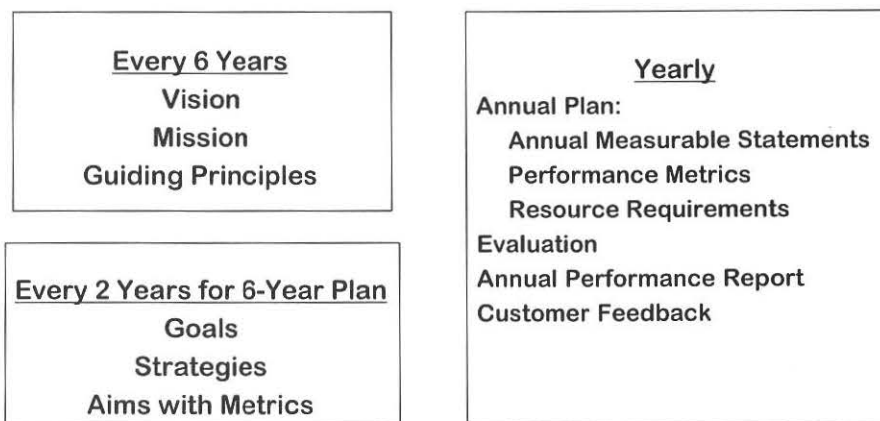 Every 6 Years
Vision
Mission
Guiding Principles
Every 2 Years for 6-Year Plan
Goals
Strategies
Aims with Metrics
Yearly
Annual Plan:
Annual Measurable Statements
Performance Metrics
Resource Requirements
Evaluation
Annual Performance Report
Customer Feedback